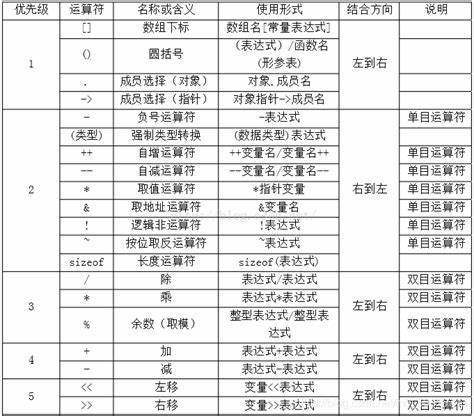 优先级 运算符 名称或含义 使用形式 结合方向 说明
1 左到右
[] 数组下标 数组名[常量表达式]
() 圆括号 (表达式)/函数名
(形参表)
. 成员选择(对象) 对象.成员名
-> 成员选择(指针) 对象指针->成员名
2 右到左
- 负号运算符 -表达式 单目运算符
(类型) 强制类型转换 (数据类型)表达式
++ 自增运算符 ++变量名/变量名++ 单目运算符
-- 自减运算符 --变量名/变量名-- 单目运算符
* 取值运算符 *指针变量 单目运算符
& 取地址运算符 &变量名 单目运算符
! 逻辑非运算符 !表达式 单目运算符
~ 按位取反运算符 ~表达式 单目运算符
sizeof 长度运算符 sizeof(表达式)
3 左到右
/ 除 表达式/表达式 双目运算符
* 乘 表达式*表达式 双目运算符
% 余数(取模) 整型表达式/整型表
达式 双目运算符
4 左到右
+ 加 表达式+表达式 双目运算符
- 减 表达式-表达式 双目运算符
5 左到右
<< 左移 变量<<表达式 双目运算符
>> 右移 变量>>表达式 双目运算符